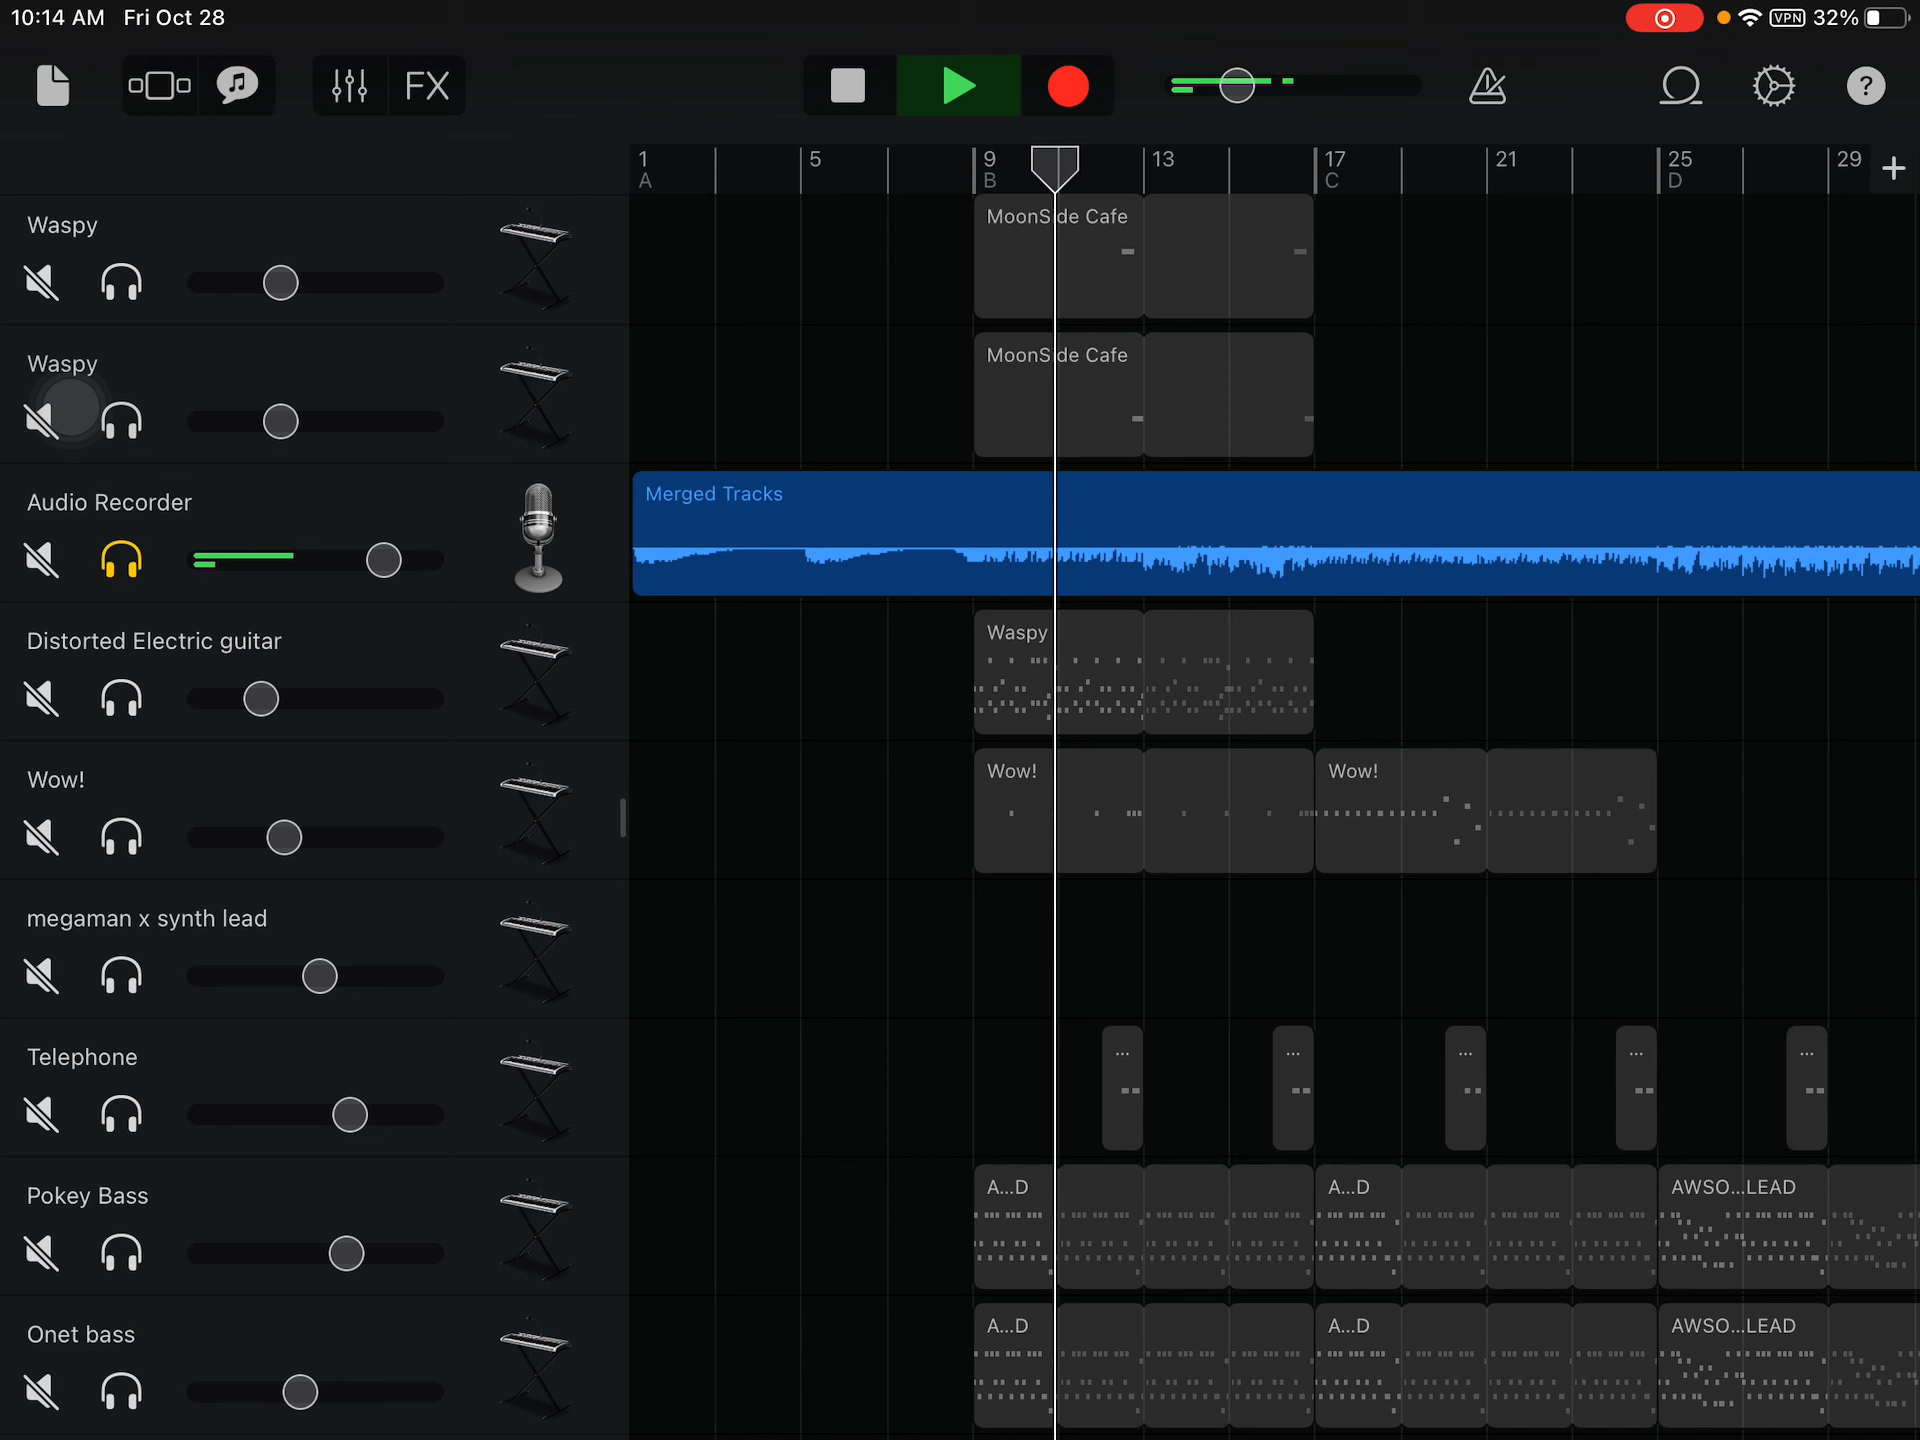 10:14 AM Fri Oct 28
VPN 32%
FX
?
1 5 9 13 17 21 25 29 +
A B C D
Waspy
MoonSide Cafe
Waspy
MoonSide Cafe
Audio Recorder
Merged Tracks
Distorted Electric guitar
Waspy
Wow!
Wow! Wow!
megaman x synth lead
Telephone
... ... ... ... ...
Pokey Bass
A...D A...D AWSO...LEAD
Onet bass
A...D A...D AWSO...LEAD